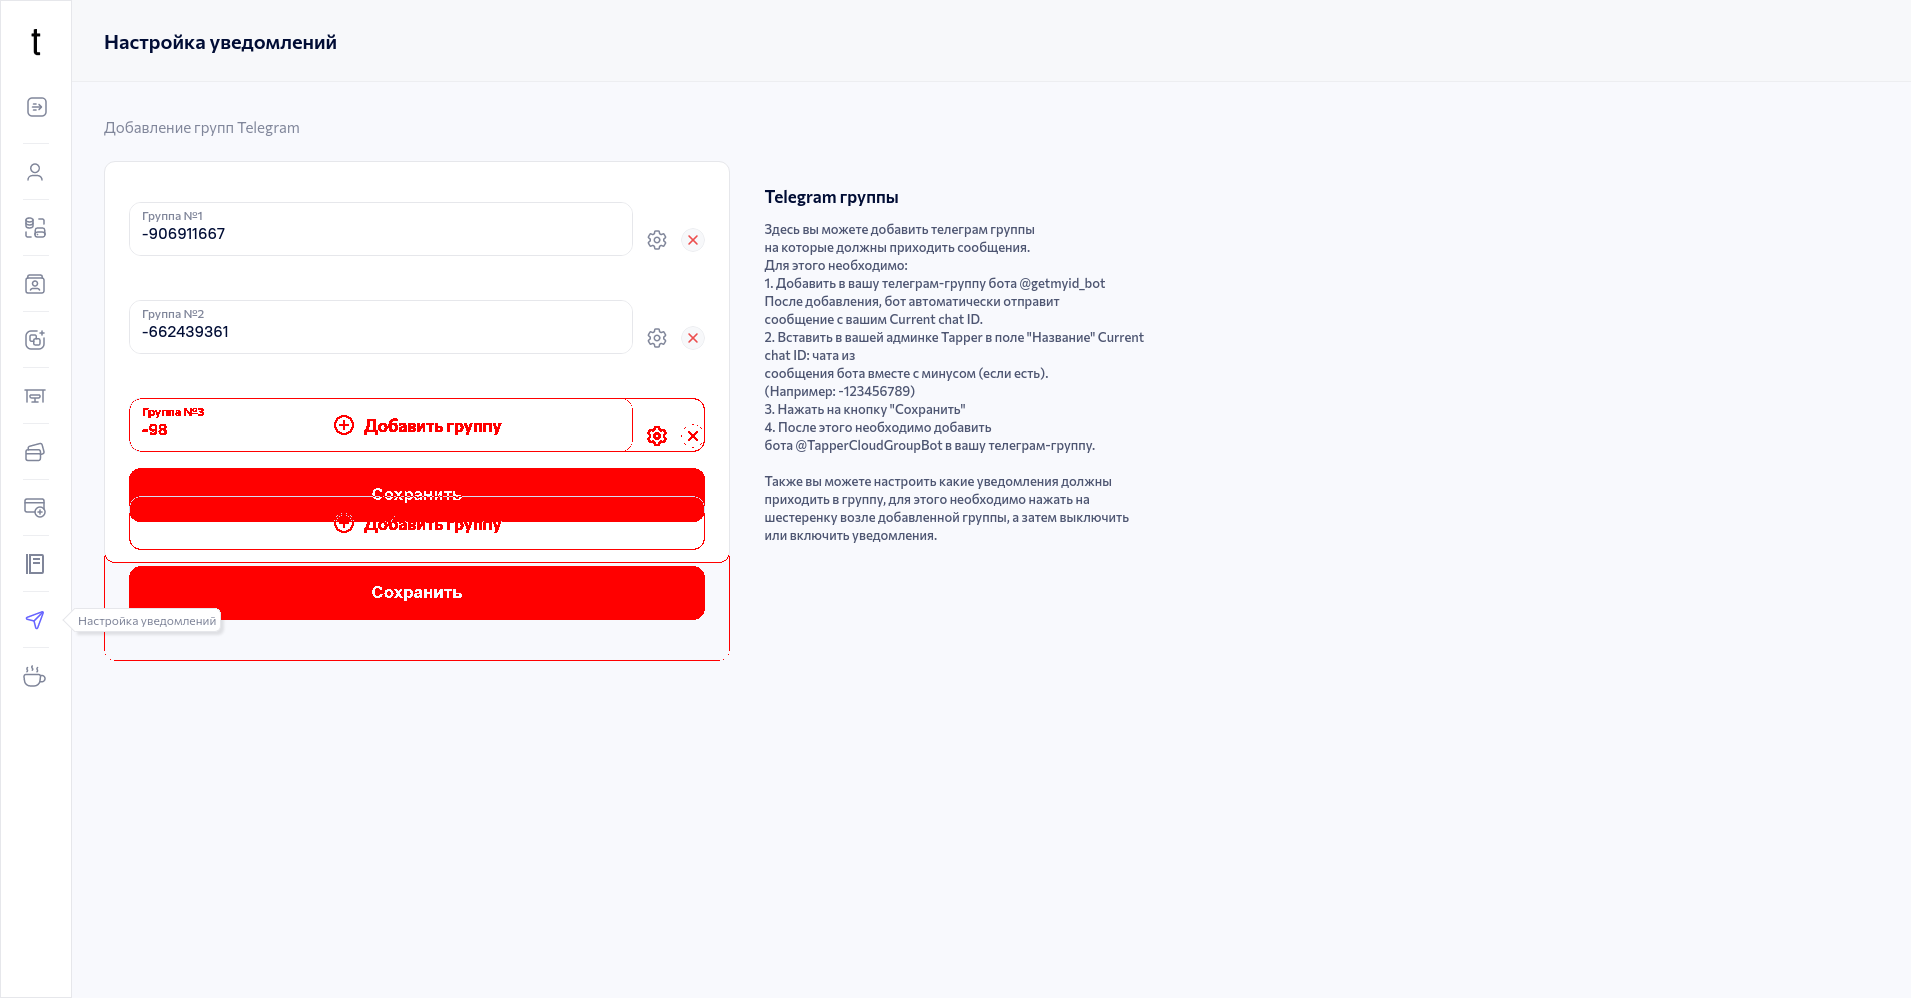 t
Настройка уведомлений
Добавление групп Telegram
Группа №1
-906911667
Группа №2
-662439361
Группа №3
-98
Добавить группу
Сохранить
Добавить группу
Сохранить
Настройка уведомлений
Telegram группы
Здесь вы можете добавить телеграм группы
на которые должны приходить сообщения.
Для этого необходимо:
1. Добавить в вашу телеграм-группу бота @getmyid_bot
После добавления, бот автоматически отправит
сообщение с вашим Current chat ID.
2. Вставить в вашей админке Tapper в поле "Название" Current
chat ID: чата из
сообщения бота вместе с минусом (если есть).
(Например: -123456789)
3. Нажать на кнопку "Сохранить"
4. После этого необходимо добавить
бота @TapperCloudGroupBot в вашу телеграм-группу.
Также вы можете настроить какие уведомления должны
приходить в группу, для этого необходимо нажать на
шестеренку возле добавленной группы, а затем выключить
или включить уведомления.